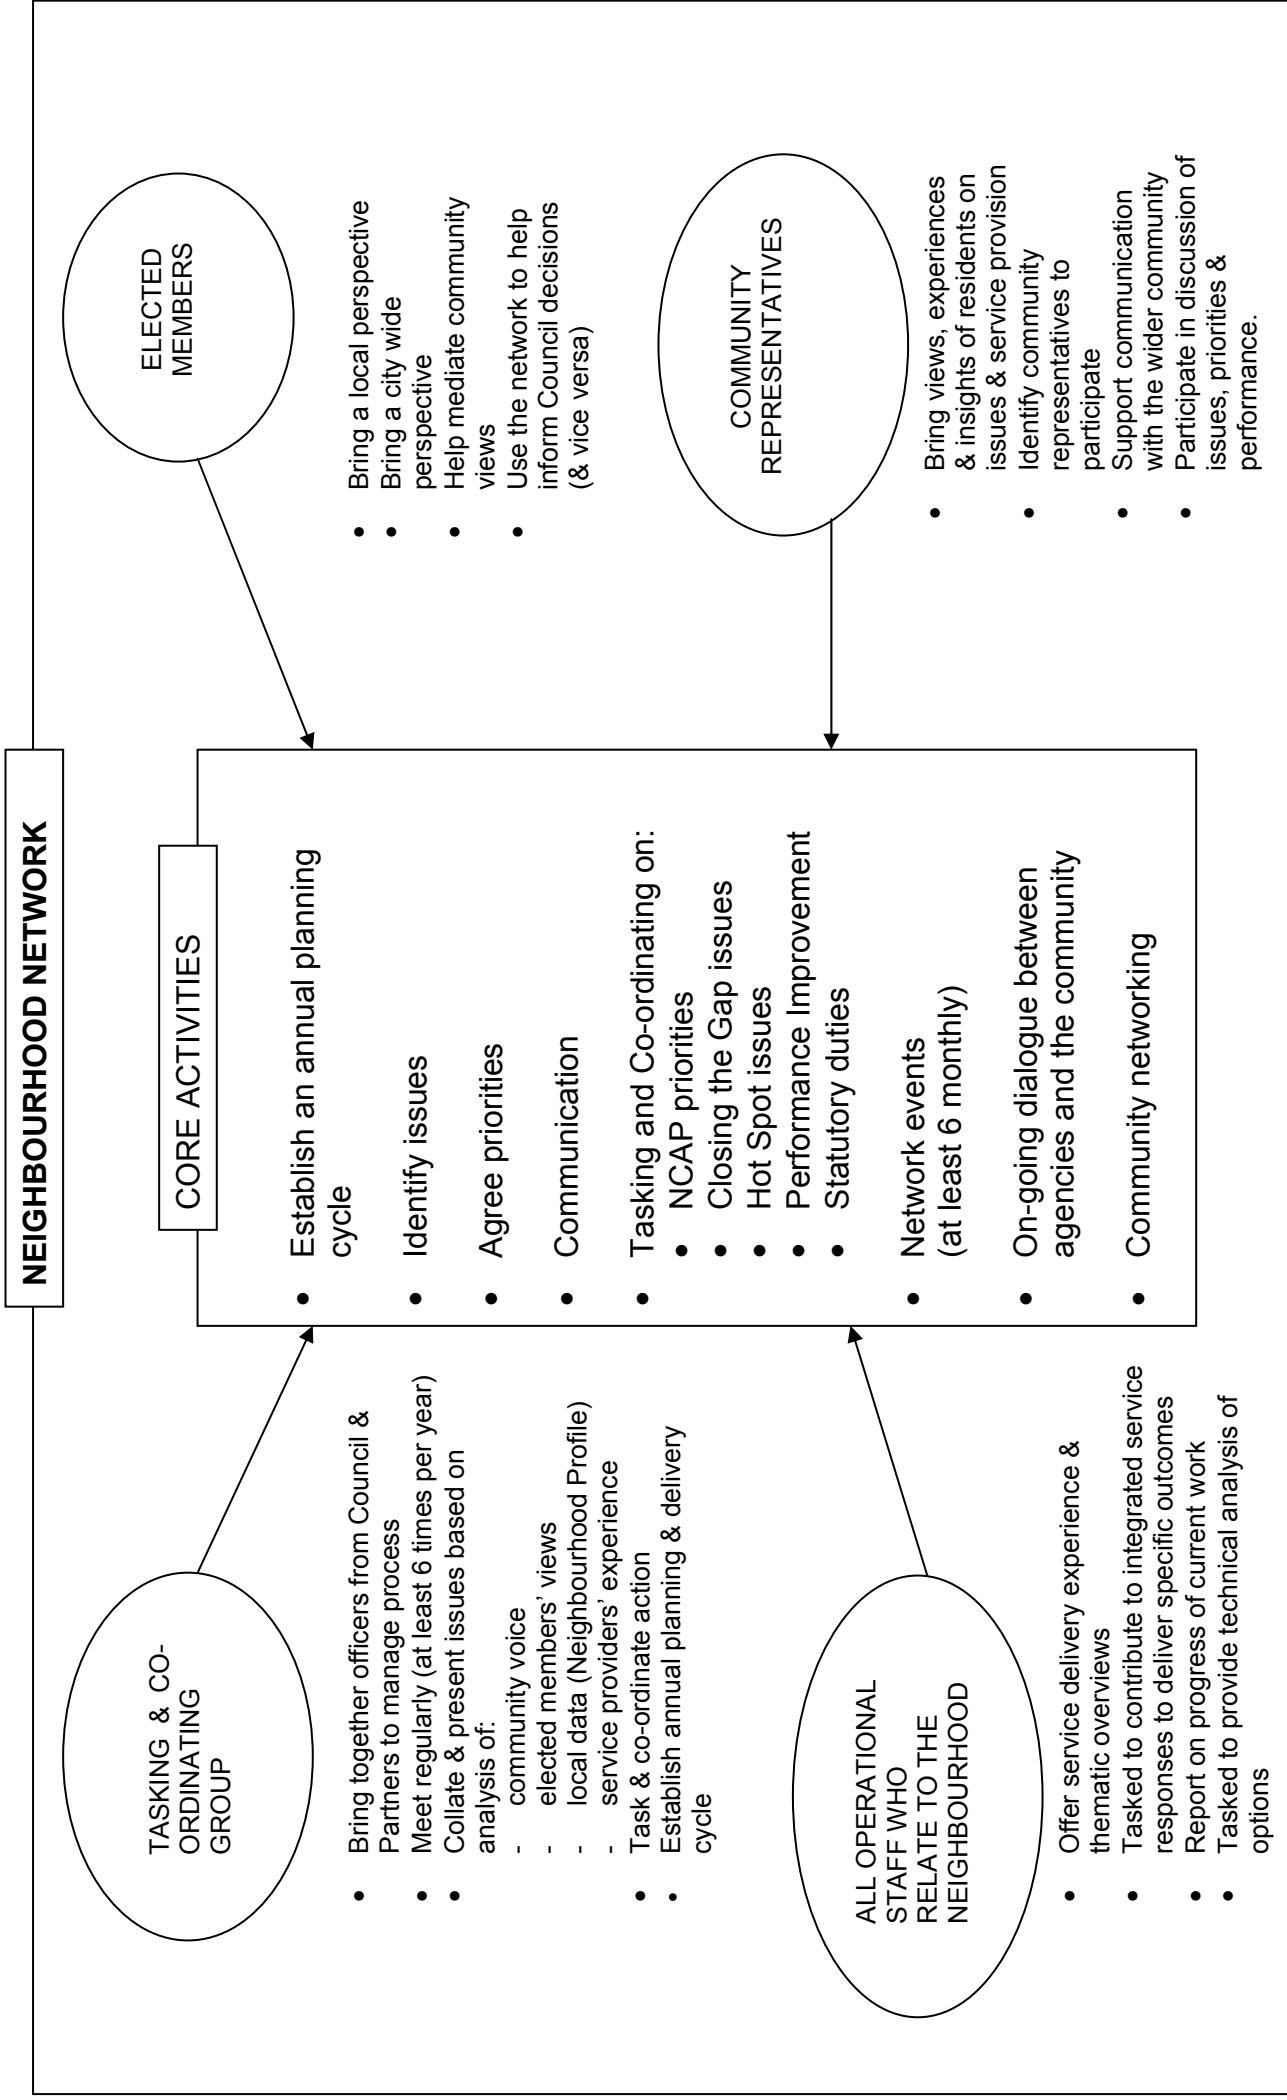 NEIGHBOURHOOD NETWORK
TASKING & CO-
ORDINATING
GROUP
• Bring together officers from Council &
Partners to manage process
• Meet regularly (at least 6 times per year)
• Collate & present issues based on
analysis of:
- community voice
- elected members’ views
- local data (Neighbourhood Profile)
- service providers’ experience
• Task & co-ordinate action
• Establish annual planning & delivery
cycle
ALL OPERATIONAL
STAFF WHO
RELATE TO THE
NEIGHBOURHOOD
• Offer service delivery experience &
thematic overviews
• Tasked to contribute to integrated service
responses to deliver specific outcomes
• Report on progress of current work
• Tasked to provide technical analysis of
options
CORE ACTIVITIES
• Establish an annual planning
cycle
• Identify issues
• Agree priorities
• Communication
• Tasking and Co-ordinating on:
• NCAP priorities
• Closing the Gap issues
• Hot Spot issues
• Performance Improvement
• Statutory duties
• Network events
(at least 6 monthly)
• On-going dialogue between
agencies and the community
• Community networking
ELECTED
MEMBERS
• Bring a local perspective
• Bring a city wide
perspective
• Help mediate community
views
• Use the network to help
inform Council decisions
(& vice versa)
COMMUNITY
REPRESENTATIVES
• Bring views, experiences
& insights of residents on
issues & service provision
• Identify community
representatives to
participate
• Support communication
with the wider community
• Participate in discussion of
issues, priorities &
performance.